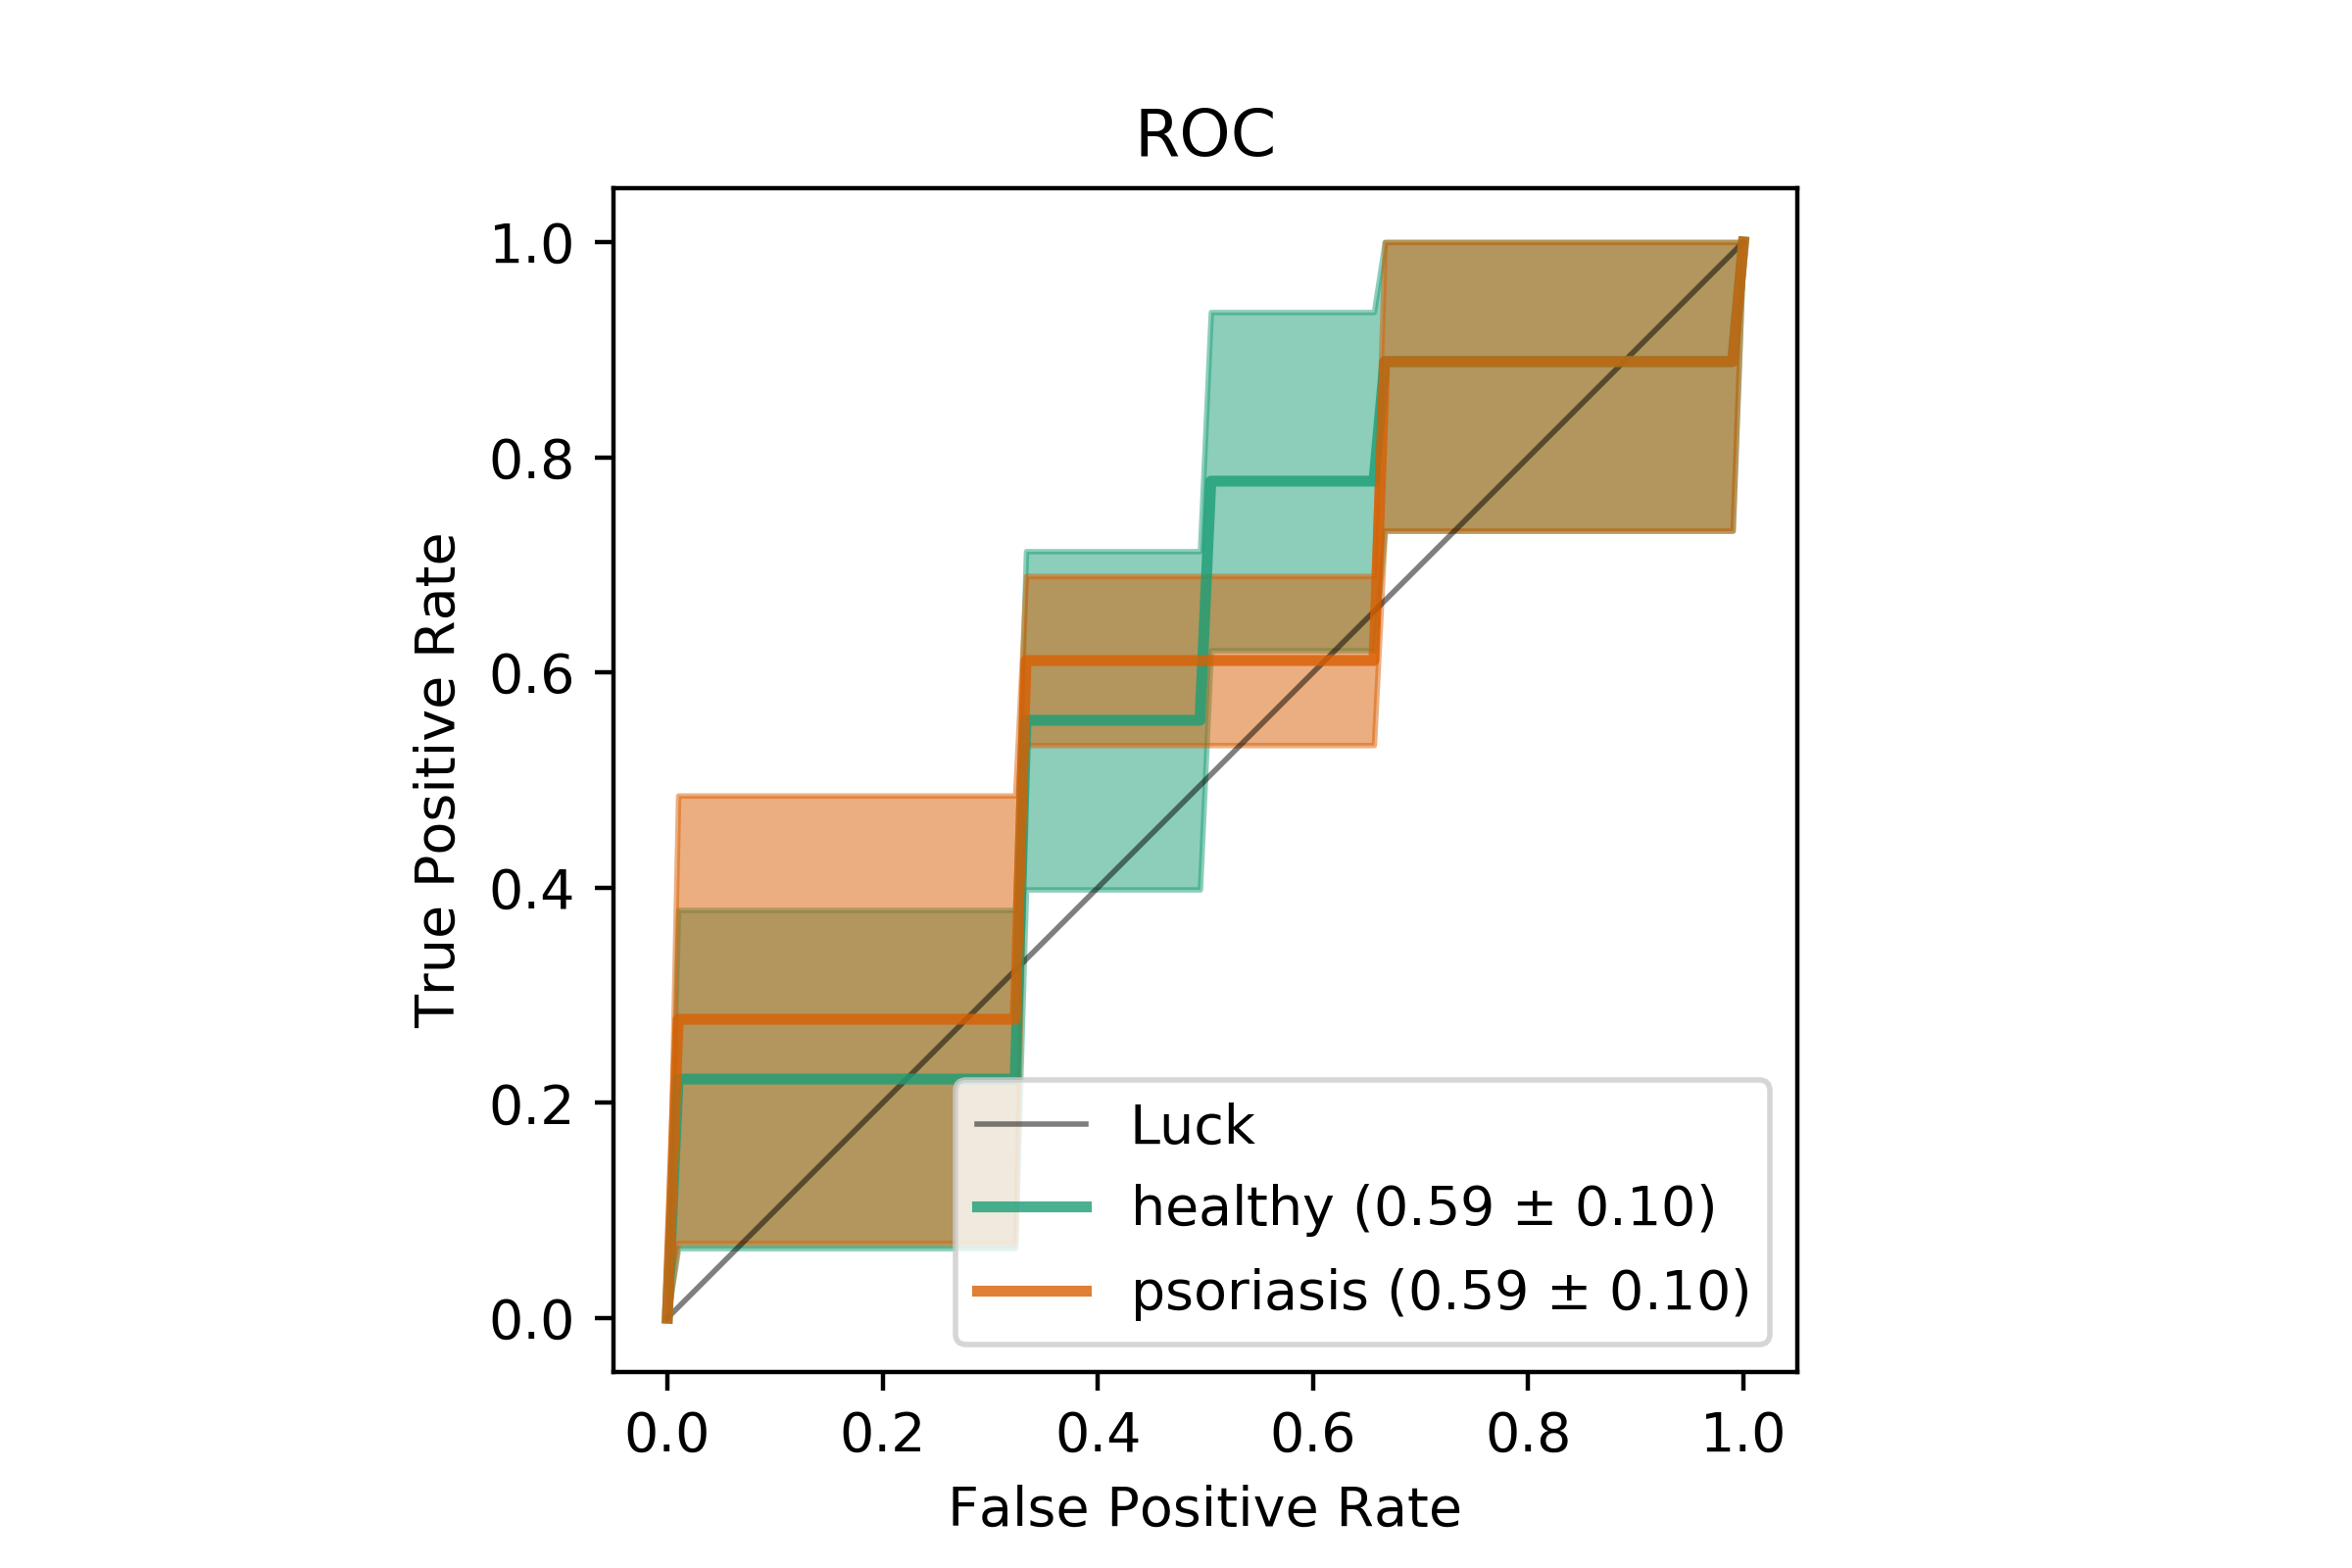 ROC
True Positive Rate
1.0
0.8
0.6
0.4
0.2
0.0
Luck
healthy (0.59 ± 0.10)
psoriasis (0.59 ± 0.10)
0.0 0.2 0.4 0.6 0.8 1.0
False Positive Rate